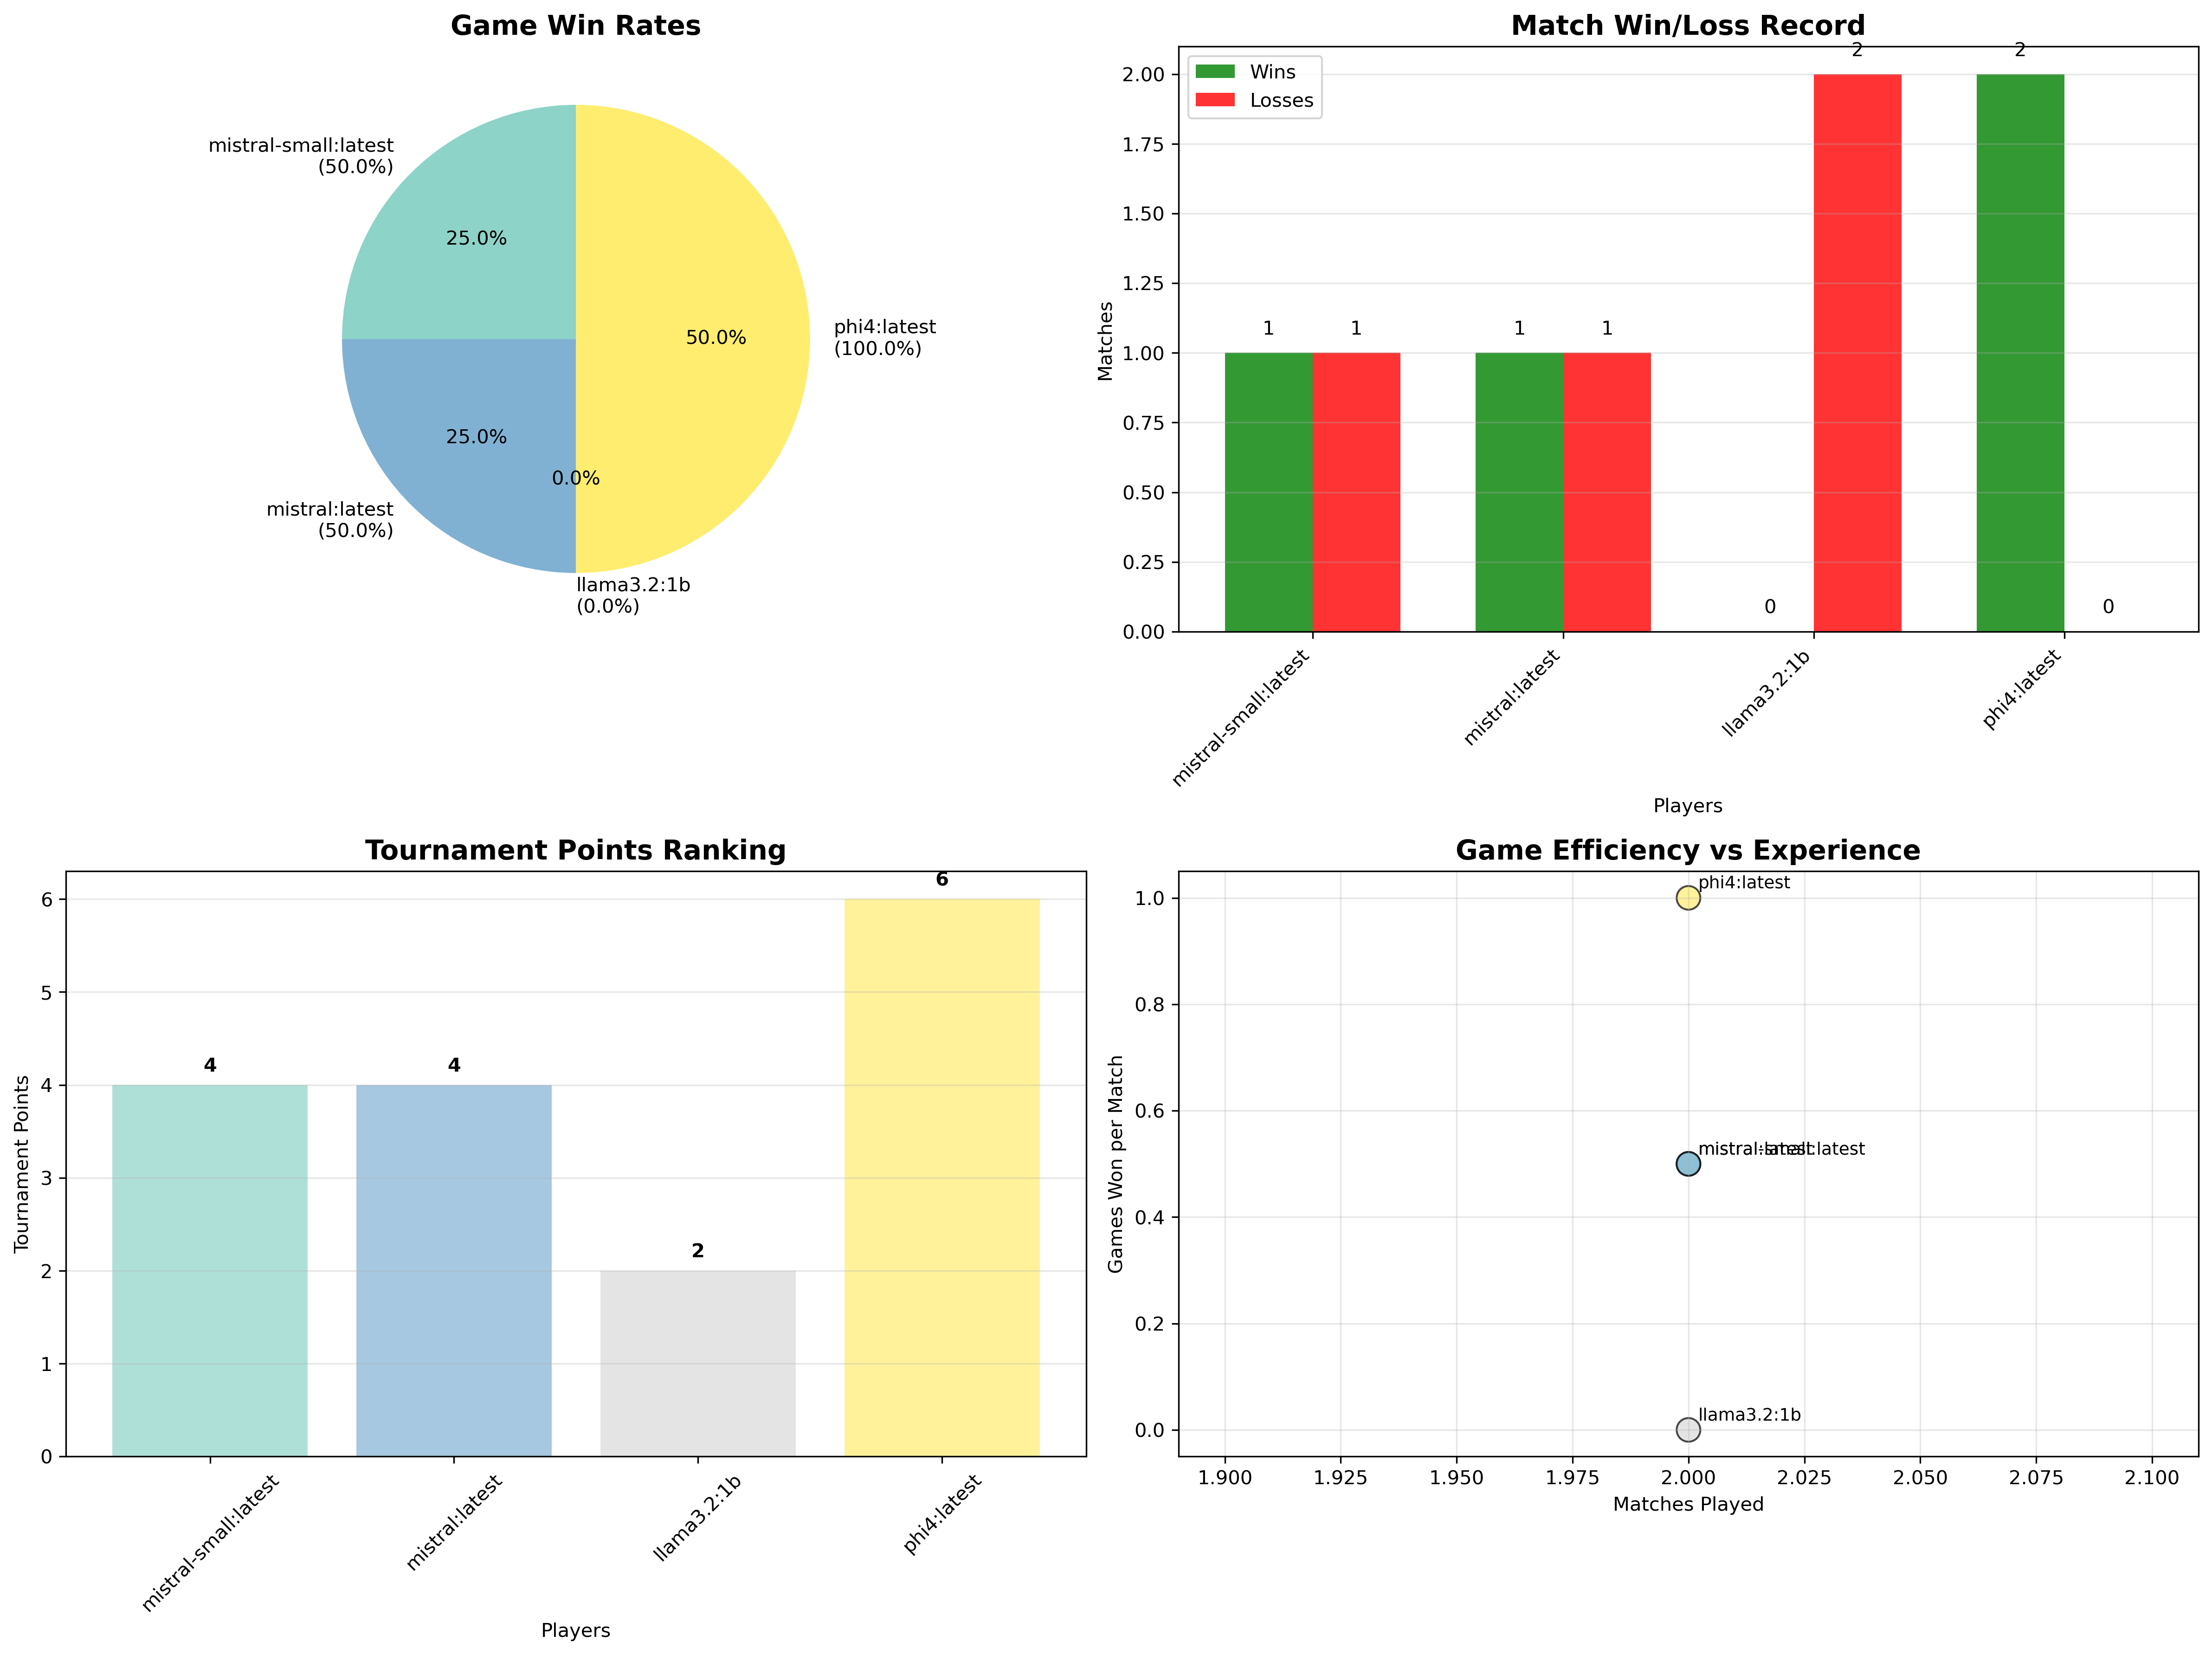 Game Win Rates
mistral-small:latest
(50.0%)
25.0%
50.0%
phi4:latest
(100.0%)
25.0%
0.0%
mistral:latest
(50.0%)
llama3.2:1b
(0.0%)
Match Win/Loss Record
Wins
Losses
2
2
1
1
1
1
0
0
Matches
2.00
1.75
1.50
1.25
1.00
0.75
0.50
0.25
0.00
mistral-small:latest
mistral:latest
llama3.2:1b
phi4:latest
Players
Tournament Points Ranking
Tournament Points
6
5
4
3
2
1
0
4
4
2
6
mistral-small:latest
mistral:latest
llama3.2:1b
phi4:latest
Players
Game Efficiency vs Experience
Games Won per Match
1.0
0.8
0.6
0.4
0.2
0.0
phi4:latest
mistral-small:latest
mistral:latest
llama3.2:1b
1.900
1.925
1.950
1.975
2.000
2.025
2.050
2.075
2.100
Matches Played